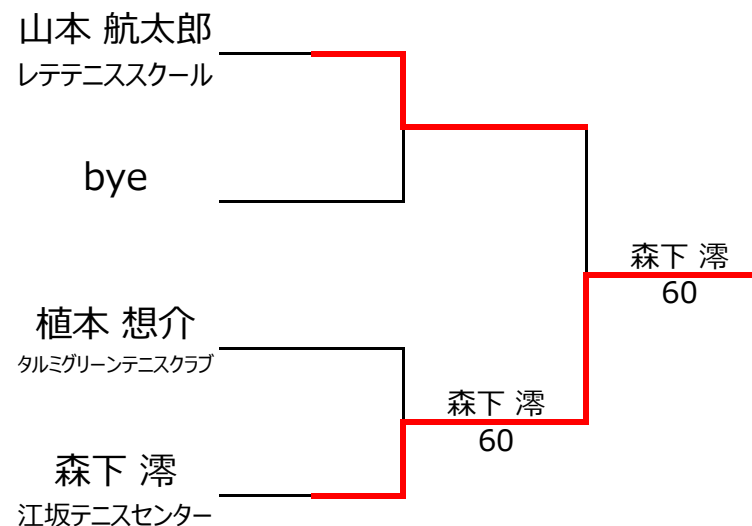 山本 航太郎
レテテニススクール
bye
植本 想介
タルミグリーンテニスクラブ
森下 澪
江坂テニスセンター
森下 澪
60
森下 澪
60